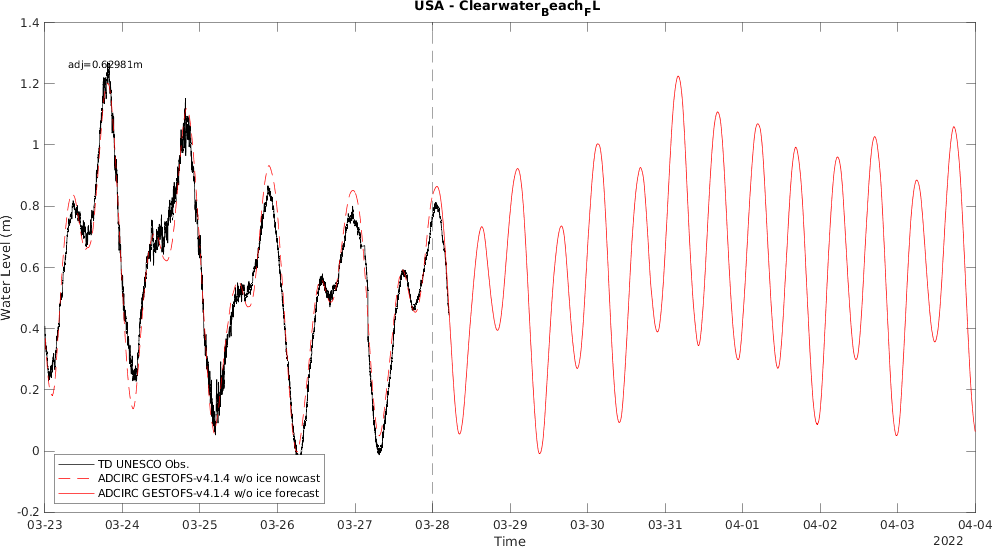 USA - ClearwaterBeachFL
adj=0.62981m
1.4
1.2
1
0.8
0.6
0.4
0.2
0
-0.2
Water Level (m)
TD UNESCO Obs.
ADCIRC GESTOFS-v4.1.4 w/o ice nowcast
ADCIRC GESTOFS-v4.1.4 w/o ice forecast
03-23 03-24 03-25 03-26 03-27 03-28 03-29 03-30 03-31 04-01 04-02 04-03 04-04
Time
2022